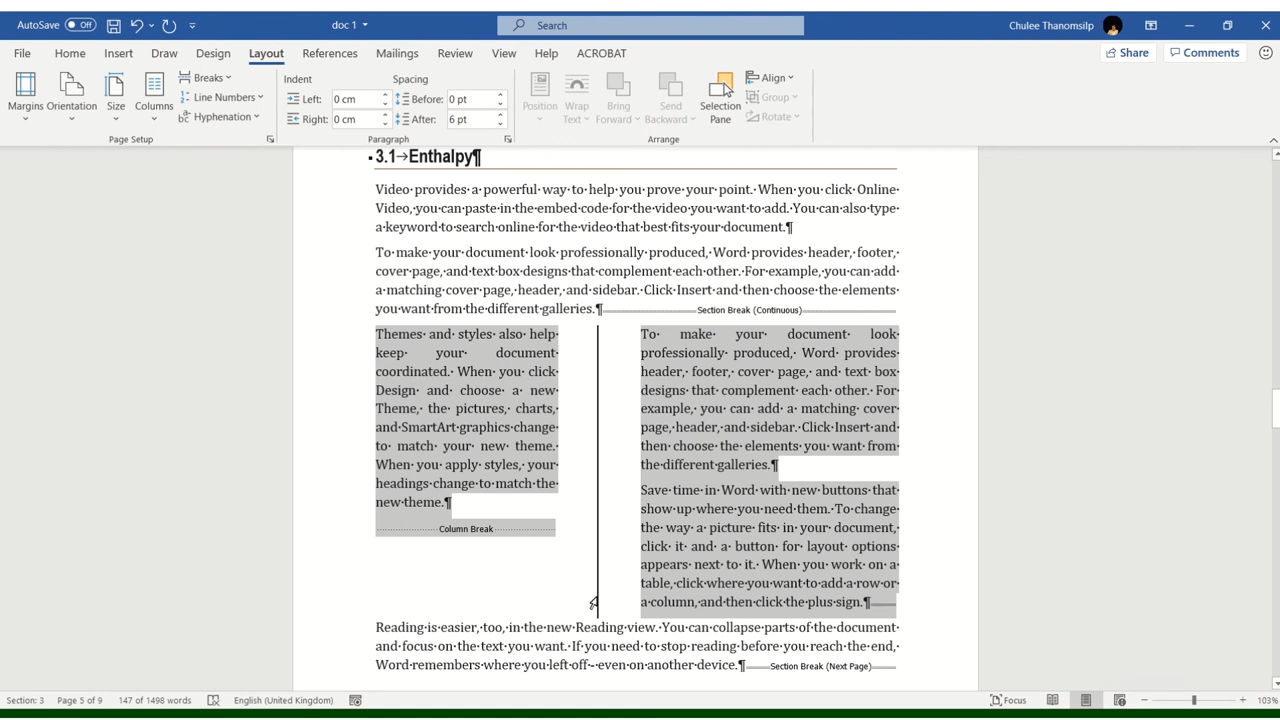 AutoSave Off doc 1 Search Chulee Thanomsilp
File Home Insert Draw Design Layout References Mailings Review View Help ACROBAT Share Comments
Margins Orientation Size Columns Breaks Line Numbers Hyphenation
Page Setup
Indent Spacing
Left: 0 cm Before: 0 pt
Right: 0 cm After: 6 pt
Paragraph
Position Wrap Text Bring Forward Send Backward Selection Pane Align Group Rotate
Arrange
3.1→Enthalpy¶
Video provides a powerful way to help you prove your point. When you click Online
Video, you can paste in the embed code for the video you want to add. You can also type
a keyword to search online for the video that best fits your document.¶
To make your document look professionally produced, Word provides header, footer,
cover page, and text box designs that complement each other. For example, you can add
a matching cover page, header, and sidebar. Click Insert and then choose the elements
you want from the different galleries.¶ Section Break (Continuous)
Themes and styles also help
keep your document
coordinated. When you click
Design and choose a new
Theme, the pictures, charts,
and SmartArt graphics change
to match your new theme.
When you apply styles, your
headings change to match the
new theme.¶
Column Break
To make your document look
professionally produced, Word provides
header, footer, cover page, and text box
designs that complement each other. For
example, you can add a matching cover
page, header, and sidebar. Click Insert and
then choose the elements you want from
the different galleries.¶
Save time in Word with new buttons that
show up where you need them. To change
the way a picture fits in your document,
click it and a button for layout options
appears next to it. When you work on a
table, click where you want to add a row or
a column, and then click the plus sign.¶
Reading is easier, too, in the new Reading view. You can collapse parts of the document
and focus on the text you want. If you need to stop reading before you reach the end,
Word remembers where you left off -- even on another device.¶ Section Break (Next Page)
Section: 3 Page 5 of 9 147 of 1498 words English (United Kingdom) Focus 103%